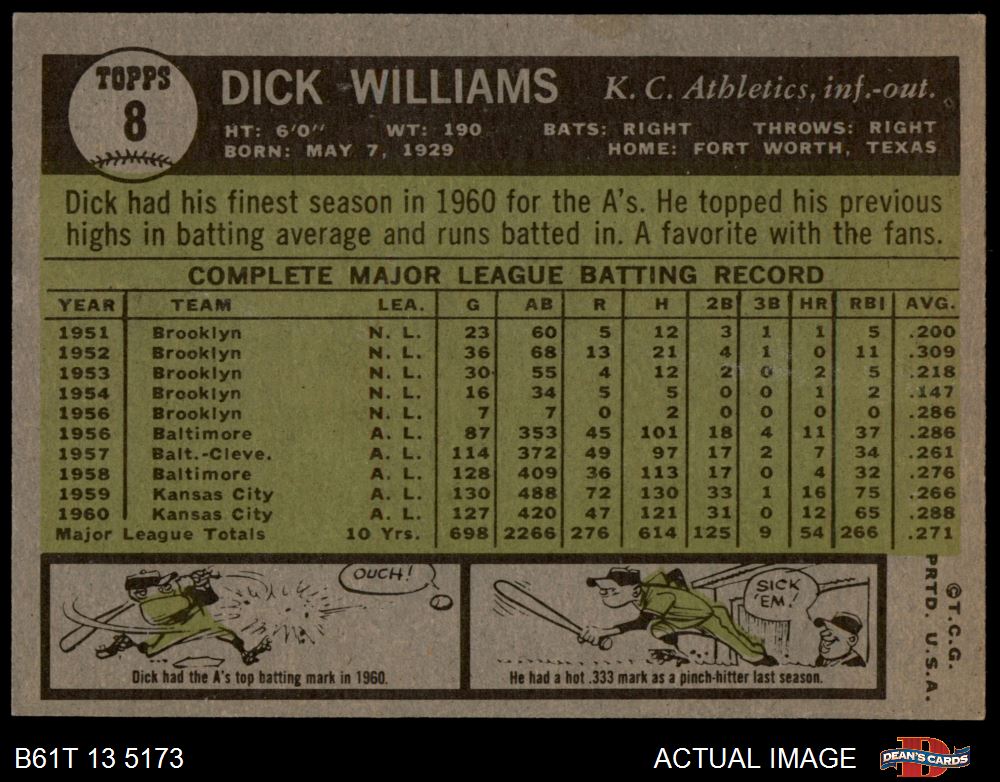 TOPPS
8
DICK WILLIAMS K. C. Athletics, inf.-out.
HT: 6'0" WT: 190 BATS: RIGHT THROWS: RIGHT
BORN: MAY 7, 1929 HOME: FORT WORTH, TEXAS
Dick had his finest season in 1960 for the A's. He topped his previous
highs in batting average and runs batted in. A favorite with the fans.
COMPLETE MAJOR LEAGUE BATTING RECORD
YEAR TEAM LEA. G AB R H 2B 3B HR RBI AVG.
1951 Brooklyn N. L. 23 60 5 12 3 1 1 5 .200
1952 Brooklyn N. L. 36 68 13 21 4 1 0 11 .309
1953 Brooklyn N. L. 30 55 4 12 2 0 2 5 .218
1954 Brooklyn N. L. 16 34 5 5 0 0 1 2 .147
1956 Brooklyn N. L. 7 7 0 2 0 0 0 0 .286
1956 Baltimore A. L. 87 353 45 101 18 4 11 37 .286
1957 Balt.-Cleve. A. L. 114 372 49 97 17 2 7 34 .261
1958 Baltimore A. L. 128 409 36 113 17 0 4 32 .276
1959 Kansas City A. L. 130 488 72 130 33 1 16 75 .266
1960 Kansas City A. L. 127 420 47 121 31 0 12 65 .288
Major League Totals 10 Yrs. 698 2266 276 614 125 9 54 266 .271
OUCH!
Dick had the A's top batting mark in 1960.
SICK
'EM!
He had a hot .333 mark as a pinch-hitter last season.
©T.C.G.
PRTD. U.S.A.
B61T 13 5173 ACTUAL IMAGE DEAN'S CARDS